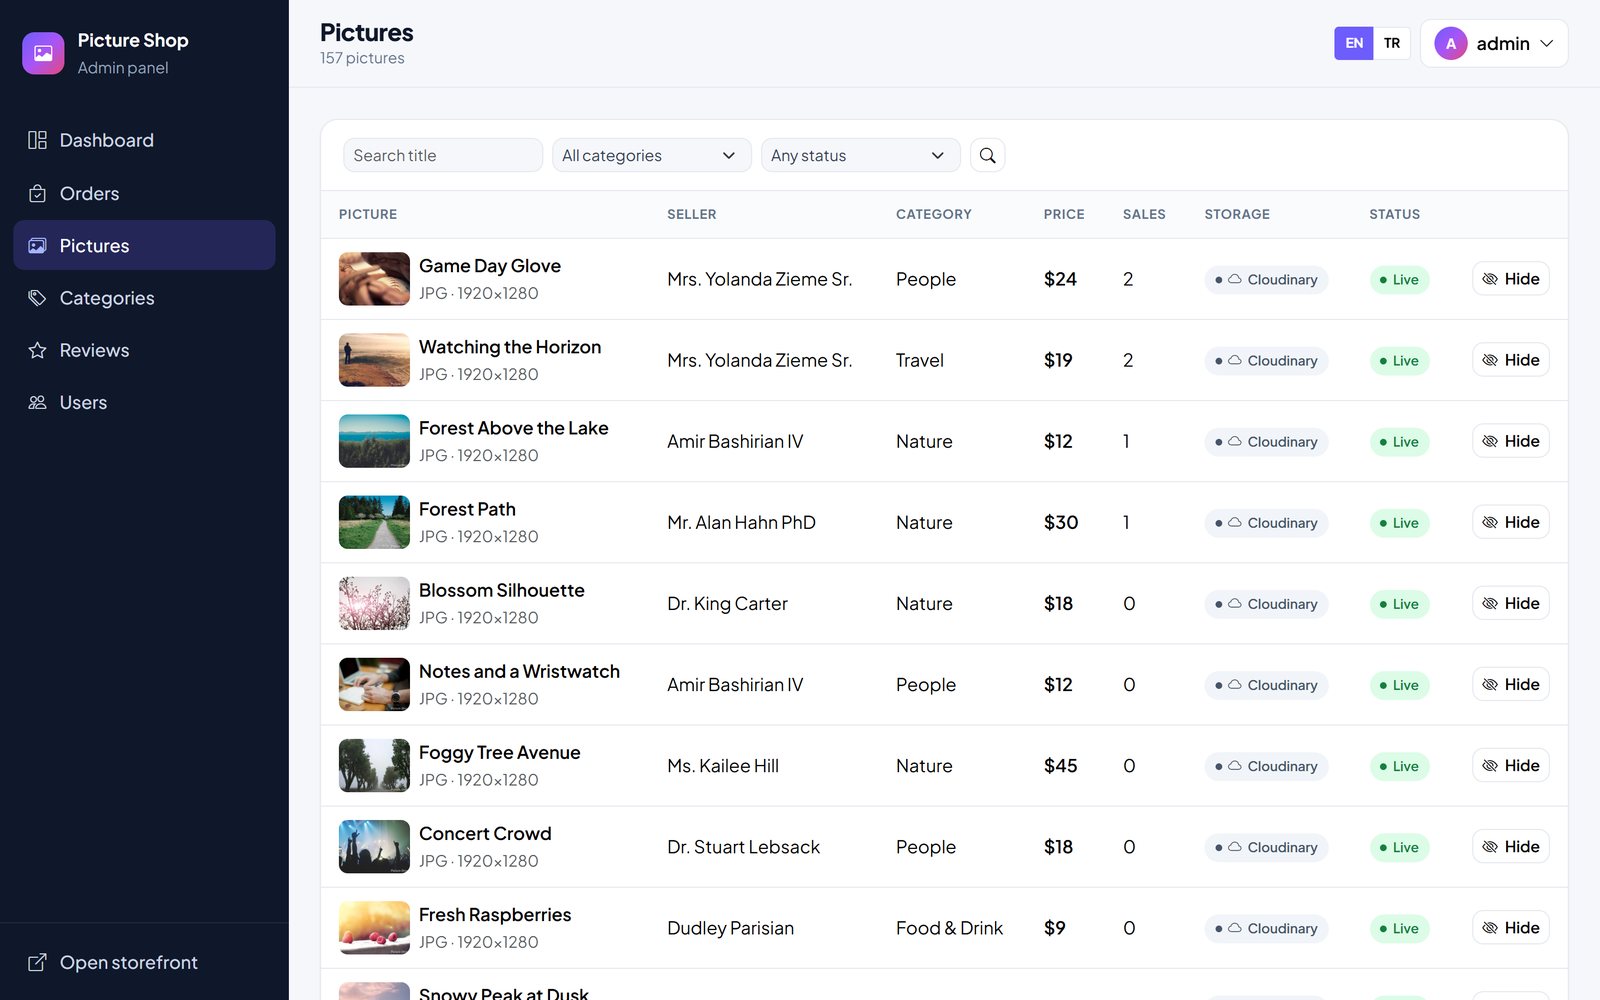 Picture Shop
Admin panel
Dashboard
Orders
Pictures
Categories
Reviews
Users
Open storefront
Pictures
157 pictures
EN TR
A admin
Search title All categories Any status
PICTURE SELLER CATEGORY PRICE SALES STORAGE STATUS
Game Day Glove
JPG · 1920×1280
Mrs. Yolanda Zieme Sr. People $24 2 Cloudinary Live Hide
Watching the Horizon
JPG · 1920×1280
Mrs. Yolanda Zieme Sr. Travel $19 2 Cloudinary Live Hide
Forest Above the Lake
JPG · 1920×1280
Amir Bashirian IV Nature $12 1 Cloudinary Live Hide
Forest Path
JPG · 1920×1280
Mr. Alan Hahn PhD Nature $30 1 Cloudinary Live Hide
Blossom Silhouette
JPG · 1920×1280
Dr. King Carter Nature $18 0 Cloudinary Live Hide
Notes and a Wristwatch
JPG · 1920×1280
Amir Bashirian IV People $12 0 Cloudinary Live Hide
Foggy Tree Avenue
JPG · 1920×1280
Ms. Kailee Hill Nature $45 0 Cloudinary Live Hide
Concert Crowd
JPG · 1920×1280
Dr. Stuart Lebsack People $18 0 Cloudinary Live Hide
Fresh Raspberries
JPG · 1920×1280
Dudley Parisian Food & Drink $9 0 Cloudinary Live Hide
Snowy Peak at Dusk